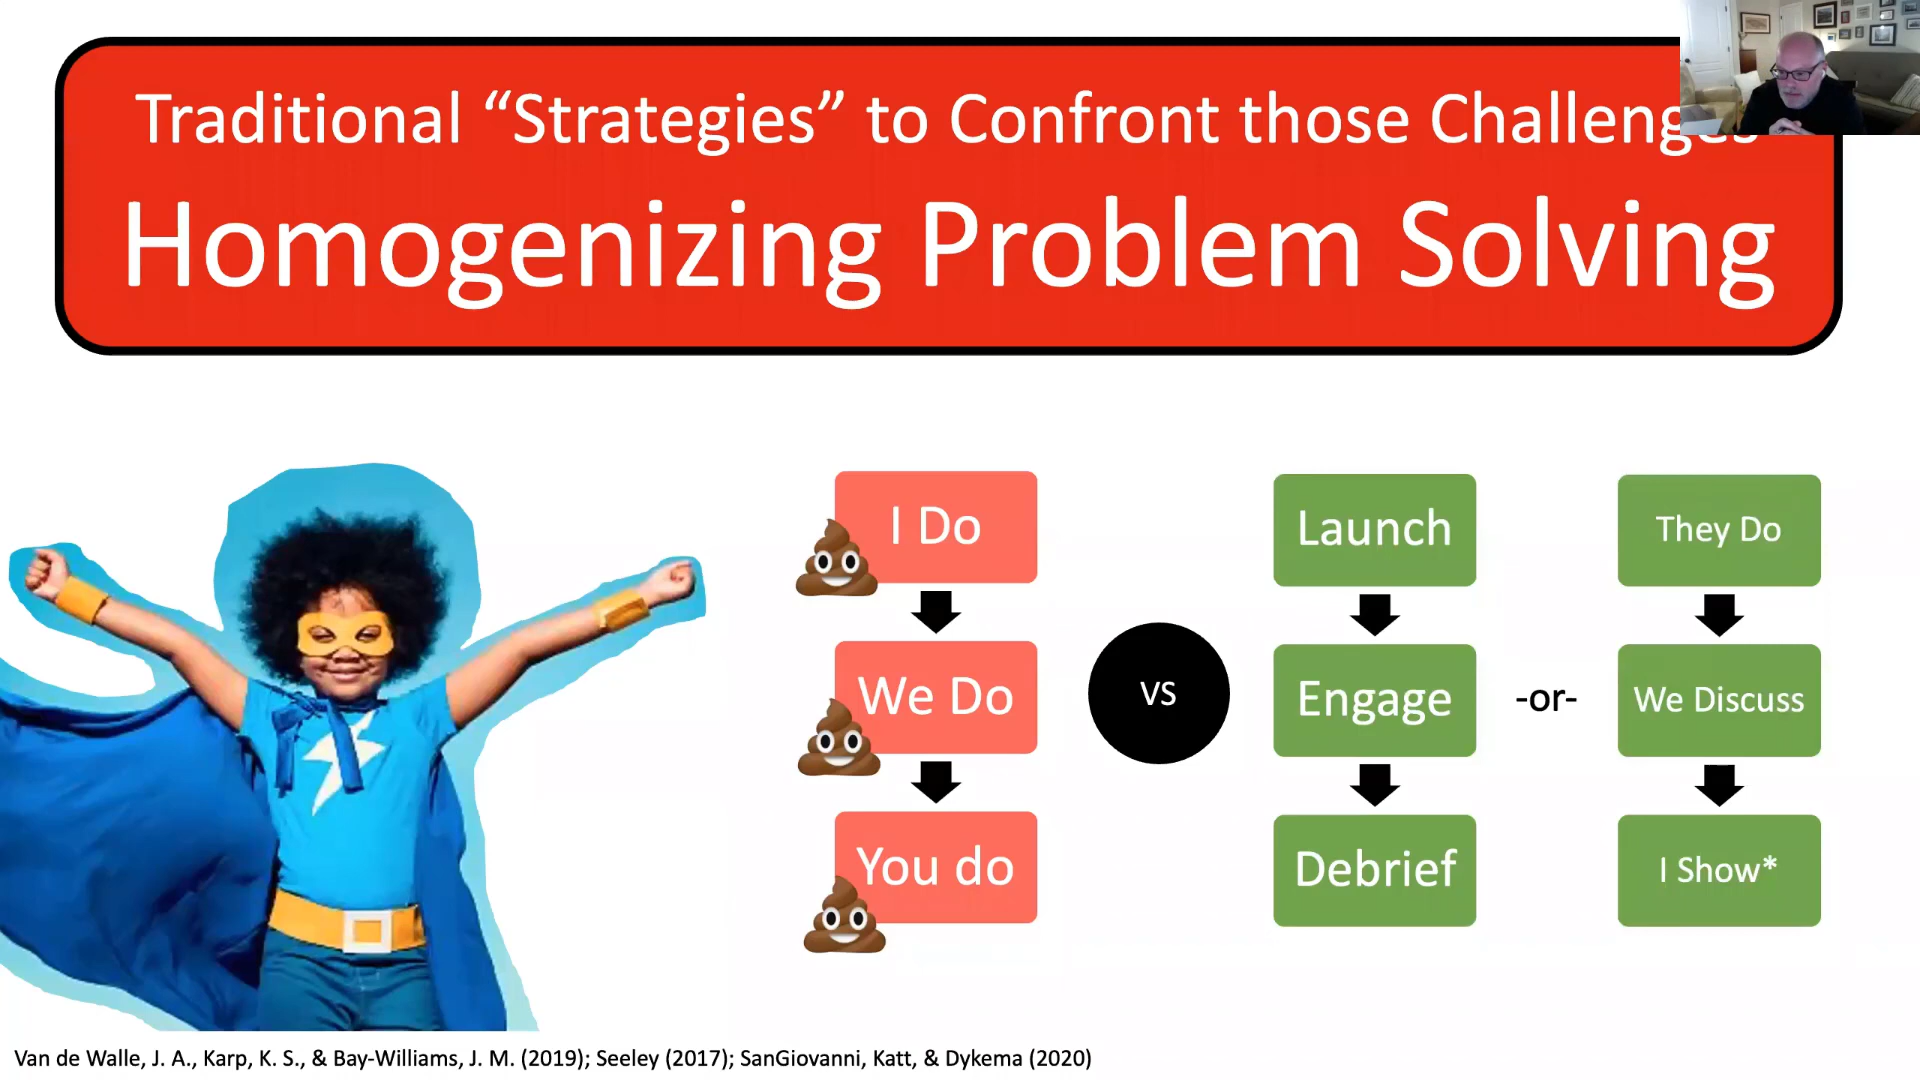 Traditional “Strategies” to Confront those Challenges
Homogenizing Problem Solving
I Do
We Do
You do
VS
Launch
Engage
Debrief
-or-
They Do
We Discuss
I Show*
Van de Walle, J. A., Karp, K. S., & Bay-Williams, J. M. (2019); Seeley (2017); SanGiovanni, Katt, & Dykema (2020)